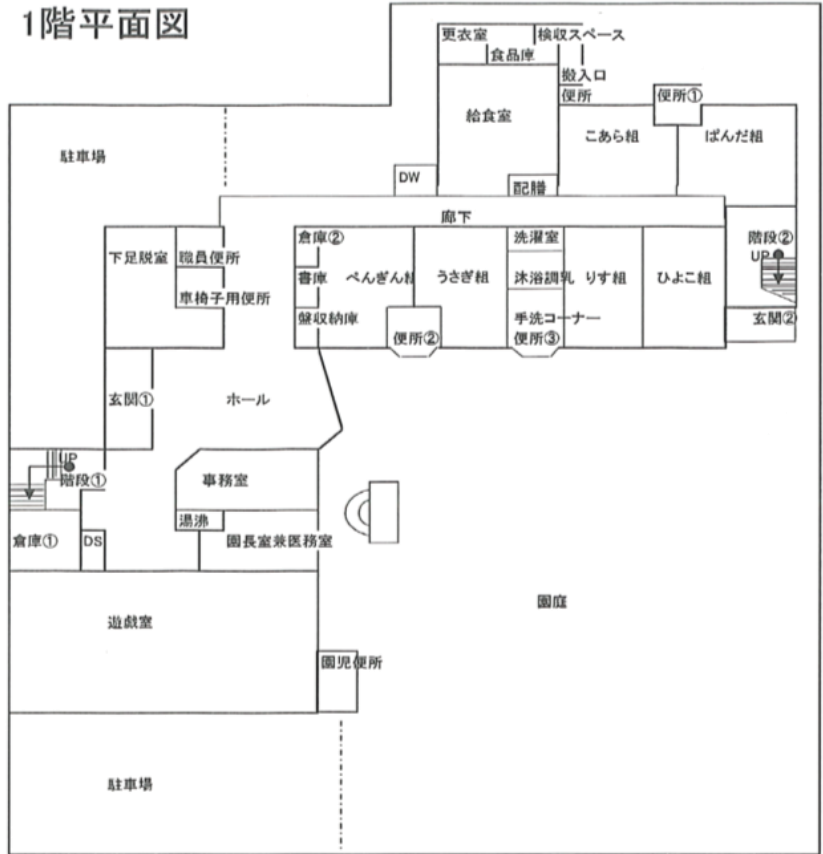 1階平面図
更衣室
検収スペース
食品庫
搬入口
便所
便所①
給食室
こあら組
ぱんだ組
駐車場
DW
配膳
廊下
下足脱室
職員便所
車椅子用便所
倉庫②
書庫
ぺんぎん組
盤収納庫
便所②
うさぎ組
洗濯室
沐浴調乳
手洗コーナー
便所③
りす組
ひよこ組
階段②
UP
玄関②
玄関①
ホール
UP
階段①
事務室
湯沸
倉庫①
DS
園長室兼医務室
遊戯室
園庭
園児便所
駐車場